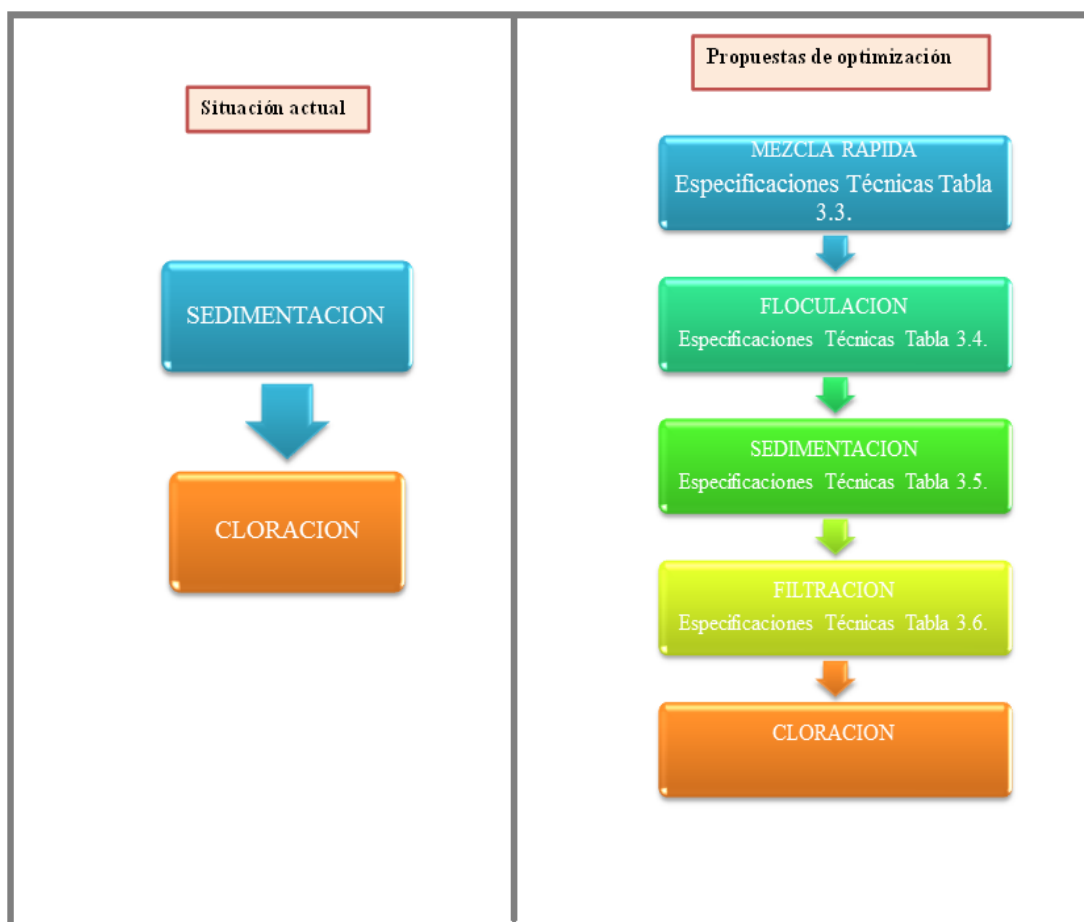 Situación actual
SEDIMENTACION
CLORACION
Propuestas de optimización
MEZCLA RAPIDA
Especificaciones Técnicas Tabla
3.3.
FLOCULACION
Especificaciones Técnicas Tabla 3.4.
SEDIMENTACION
Especificaciones Técnicas Tabla 3.5.
FILTRACION
Especificaciones Técnicas Tabla 3.6.
CLORACION